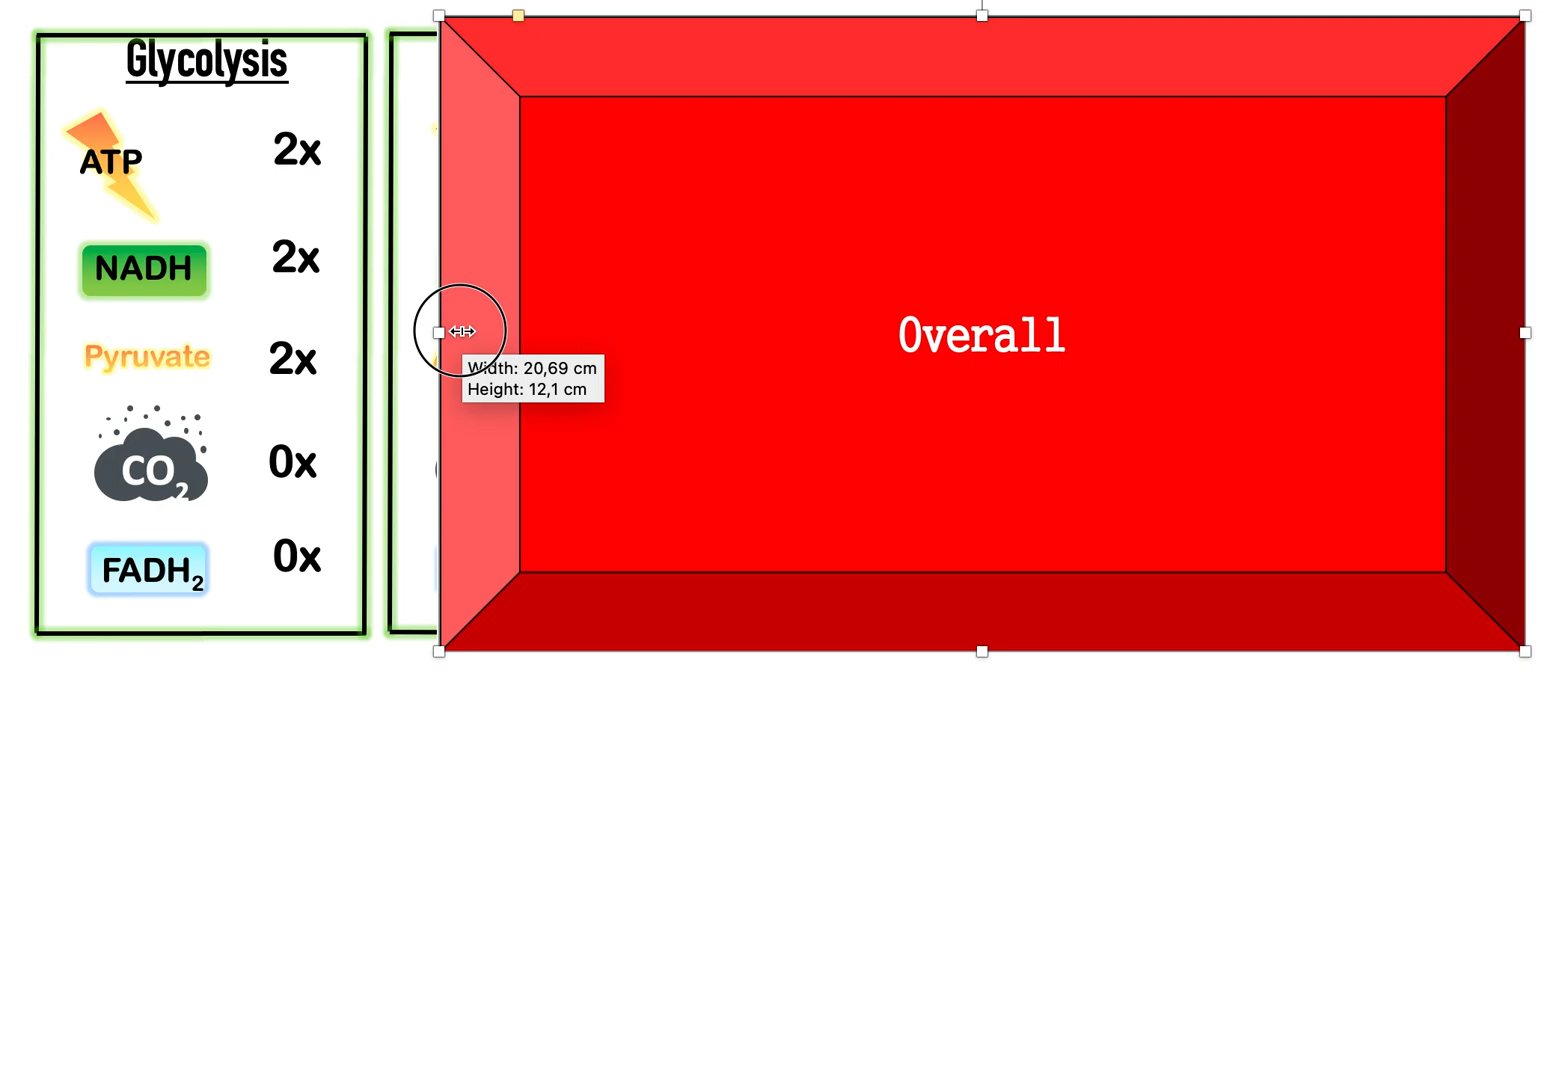 Glycolysis
ATP 2x
NADH 2x
Pyruvate 2x
CO2 0x
FADH2 0x
Overall
Width: 20,69 cm
Height: 12,1 cm